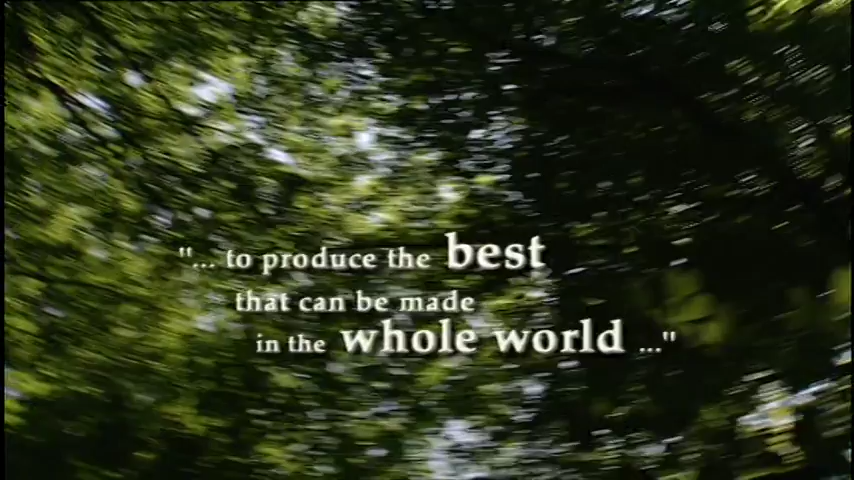 "... to produce the best
that can be made
in the whole world ..."